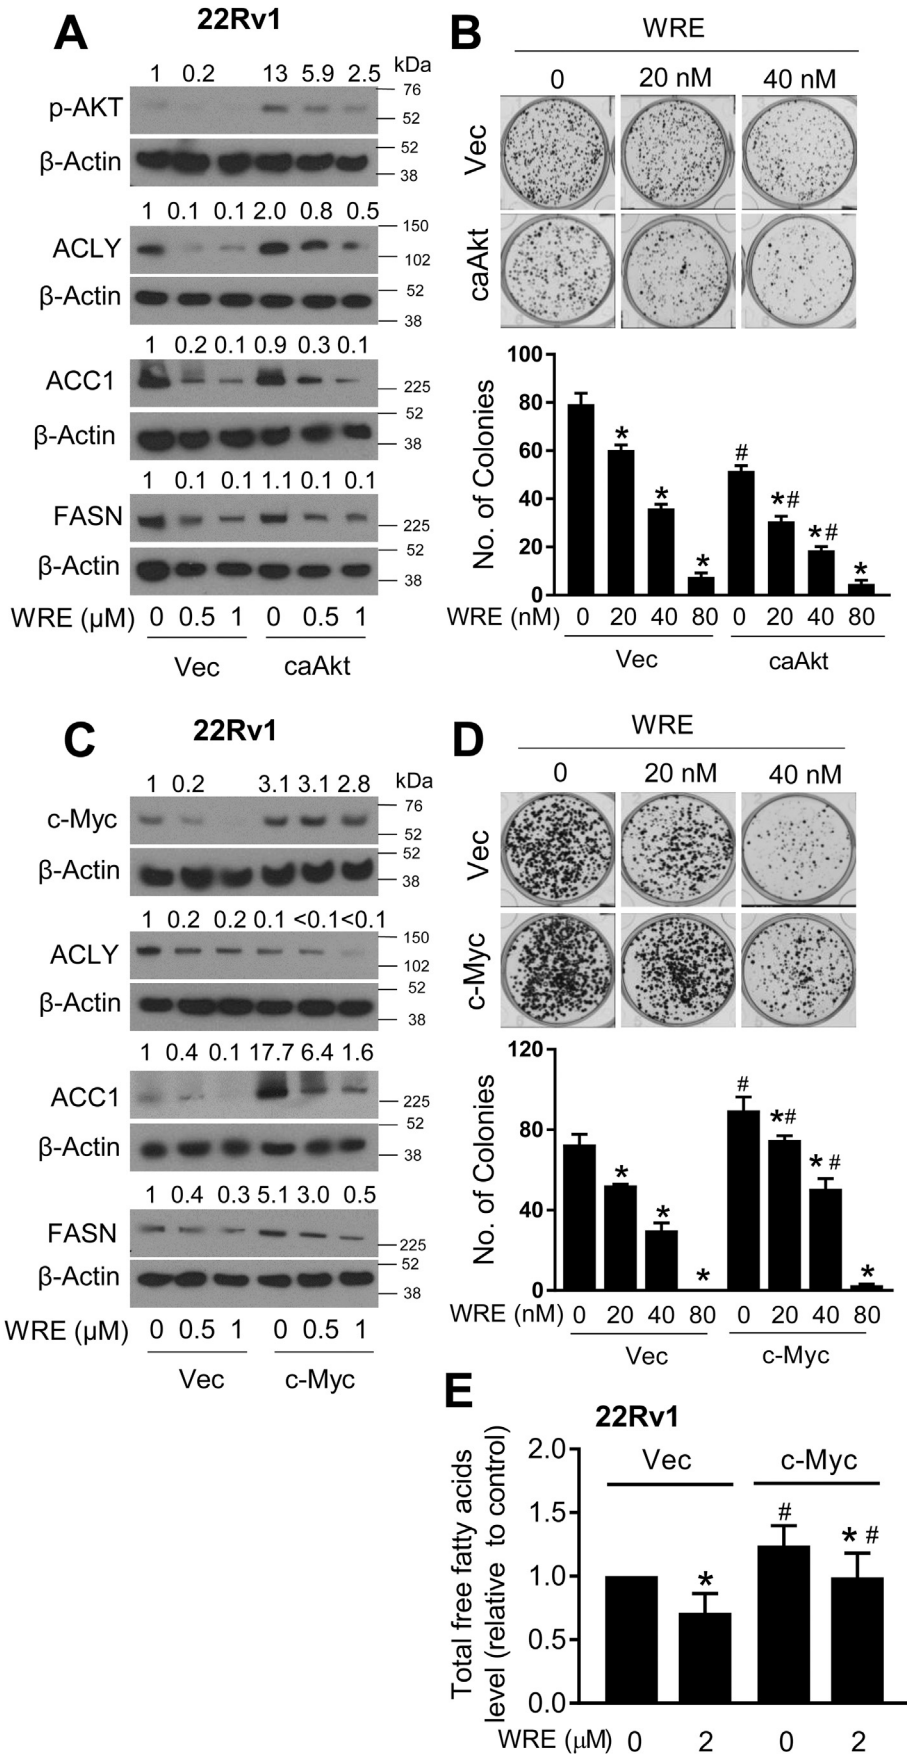 A
22Rv1
1 0.2 13 5.9 2.5 kDa
p-AKT
76
52
β-Actin
52
38
1 0.1 0.1 2.0 0.8 0.5
ACLY
150
102
β-Actin
52
38
1 0.2 0.1 0.9 0.3 0.1
ACC1
225
β-Actin
52
38
1 0.1 0.1 1.1 0.1 0.1
FASN
225
β-Actin
52
38
WRE (μM) 0 0.5 1 0 0.5 1
Vec caAkt
B
WRE
0 20 nM 40 nM
Vec
caAkt
No. of Colonies
100
80
60
40
20
0
* * * # *# *# *
WRE (nM) 0 20 40 80 0 20 40 80
Vec caAkt
C
22Rv1
1 0.2 3.1 3.1 2.8 kDa
c-Myc
76
52
β-Actin
52
38
1 0.2 0.2 0.1 <0.1 <0.1
ACLY
150
102
β-Actin
52
38
1 0.4 0.1 17.7 6.4 1.6
ACC1
225
β-Actin
52
38
1 0.4 0.3 5.1 3.0 0.5
FASN
225
β-Actin
52
38
WRE (μM) 0 0.5 1 0 0.5 1
Vec c-Myc
D
WRE
0 20 nM 40 nM
Vec
c-Myc
No. of Colonies
120
80
40
0
* * * # *# *# *
WRE (nM) 0 20 40 80 0 20 40 80
Vec c-Myc
E
22Rv1
Total free fatty acids
level (relative to control)
2.0
1.5
1.0
0.5
0.0
Vec c-Myc
* # *#
WRE (μM) 0 2 0 2